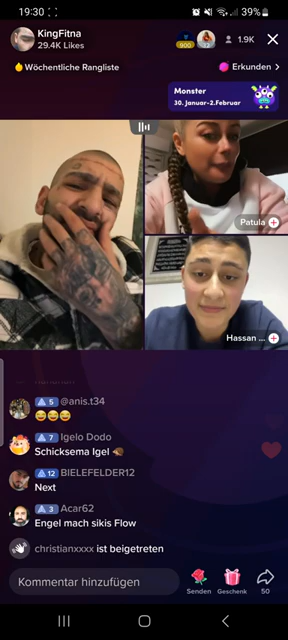 19:30
39%
KingFitna
29.4K Likes
900
12
1.9K
Wöchentliche Rangliste
Erkunden >
Monster
30. Januar-2.Februar
Patula
Hassan ...
5 @anis.t34
😂😂😂
7 Igelo Dodo
Schicksema Igel 🦔
12 BIELEFELDER12
Next
3 Acar62
Engel mach sikis Flow
christianxxxx ist beigetreten
Kommentar hinzufügen
Senden
Geschenk
50